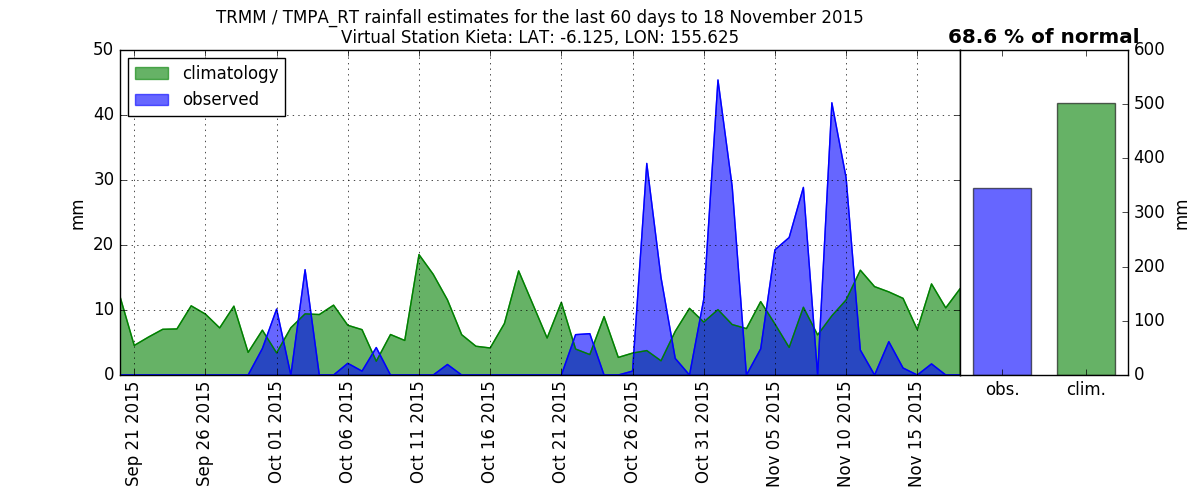 TRMM / TMPA_RT rainfall estimates for the last 60 days to 18 November 2015
Virtual Station Kieta: LAT: -6.125, LON: 155.625
68.6 % of normal
50
40
30
20
10
0
mm
climatology
observed
Sep 21 2015
Sep 26 2015
Oct 01 2015
Oct 06 2015
Oct 11 2015
Oct 16 2015
Oct 21 2015
Oct 26 2015
Oct 31 2015
Nov 05 2015
Nov 10 2015
Nov 15 2015
600
500
400
300
200
100
0
mm
obs.
clim.